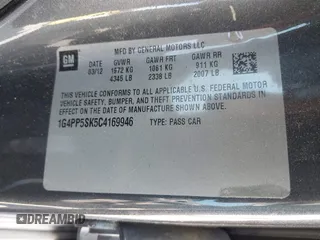 MFD BY GENERAL MOTORS LLC
GM
DATE GVWR GAWR FRT GAWR RR
03/12 1972 KG 1061 KG 911 KG
4345 LB 2338 LB 2007 LB
THIS VEHICLE CONFORMS TO ALL APPLICABLE U.S. FEDERAL MOTOR
VEHICLE SAFETY, BUMPER, AND THEFT PREVENTION STANDARDS IN
EFFECT ON THE DATE OF MANUFACTURE SHOWN ABOVE.
1G4PP5SK5C4169946 TYPE: PASS CAR
DREAMBID